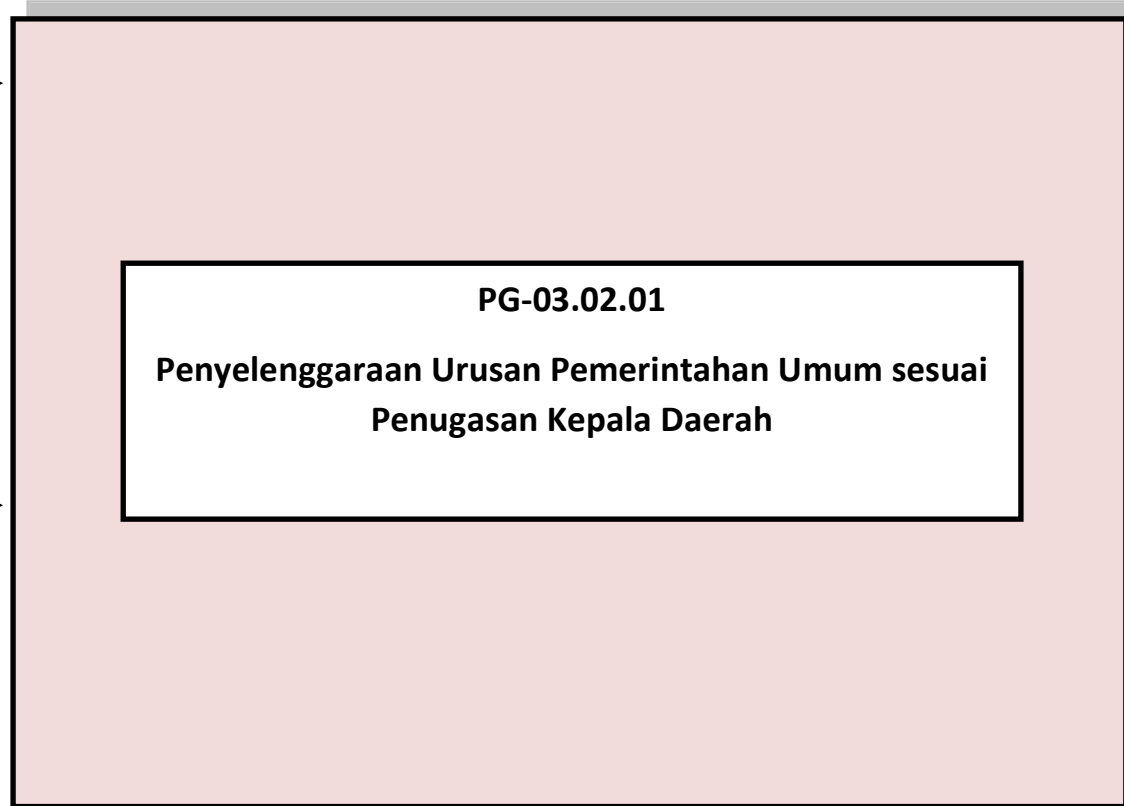 PG-03.02.01
Penyelenggaraan Urusan Pemerintahan Umum sesuai
Penugasan Kepala Daerah